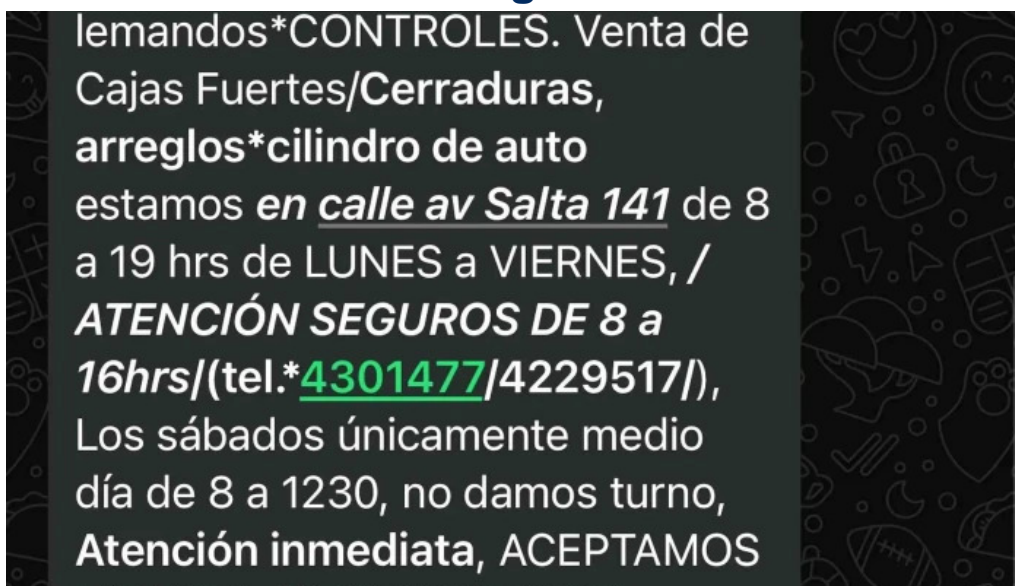 lemandos*CONTROLES. Venta de
Cajas Fuertes/Cerraduras,
arreglos*cilindro de auto
estamos en calle av Salta 141 de 8
a 19 hrs de LUNES a VIERNES, /
ATENCIÓN SEGUROS DE 8 a
16hrs/(tel.*4301477/4229517/),
Los sábados únicamente medio
día de 8 a 1230, no damos turno,
Atención inmediata, ACEPTAMOS